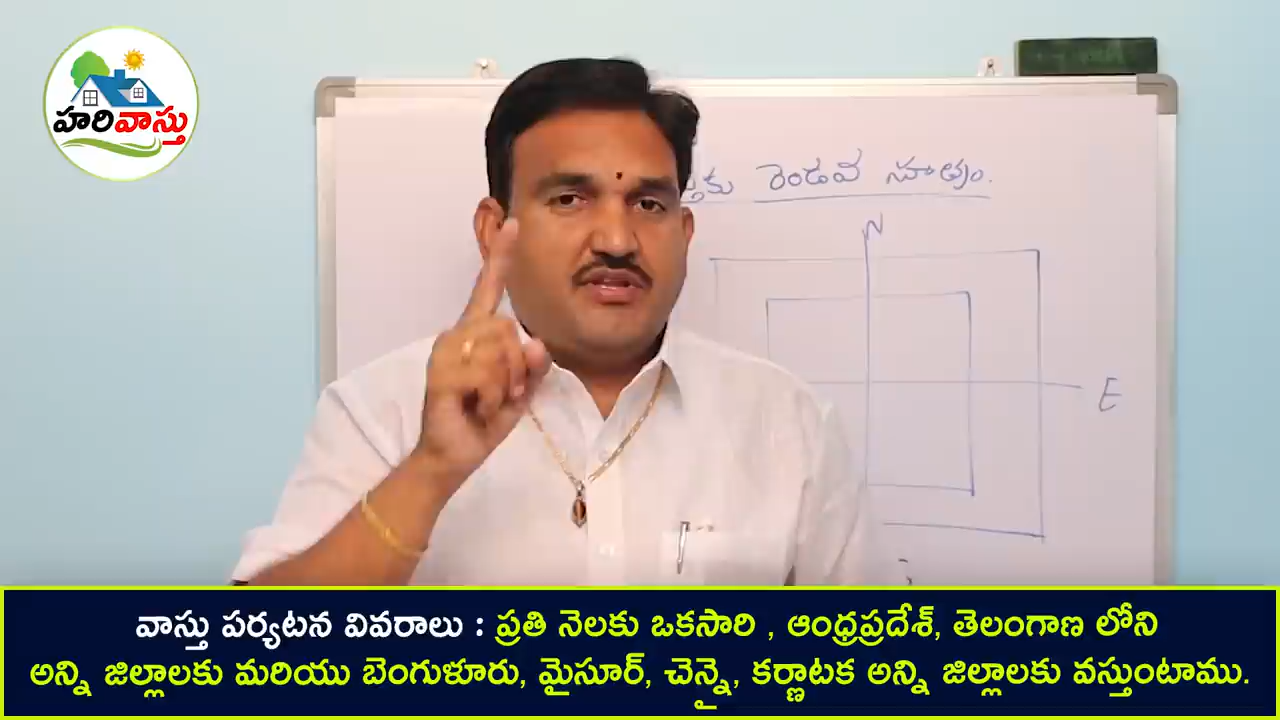 హరివాస్తు
రెండవ సూత్రం.
N
E
వాస్తు పర్యటన వివరాలు : ప్రతి నెలకు ఒకసారి , ఆంధ్రప్రదేశ్, తెలంగాణ లోని
అన్ని జిల్లాలకు మరియు బెంగుళూరు, మైసూర్, చెన్నై, కర్ణాటక అన్ని జిల్లాలకు వస్తుంటాము.